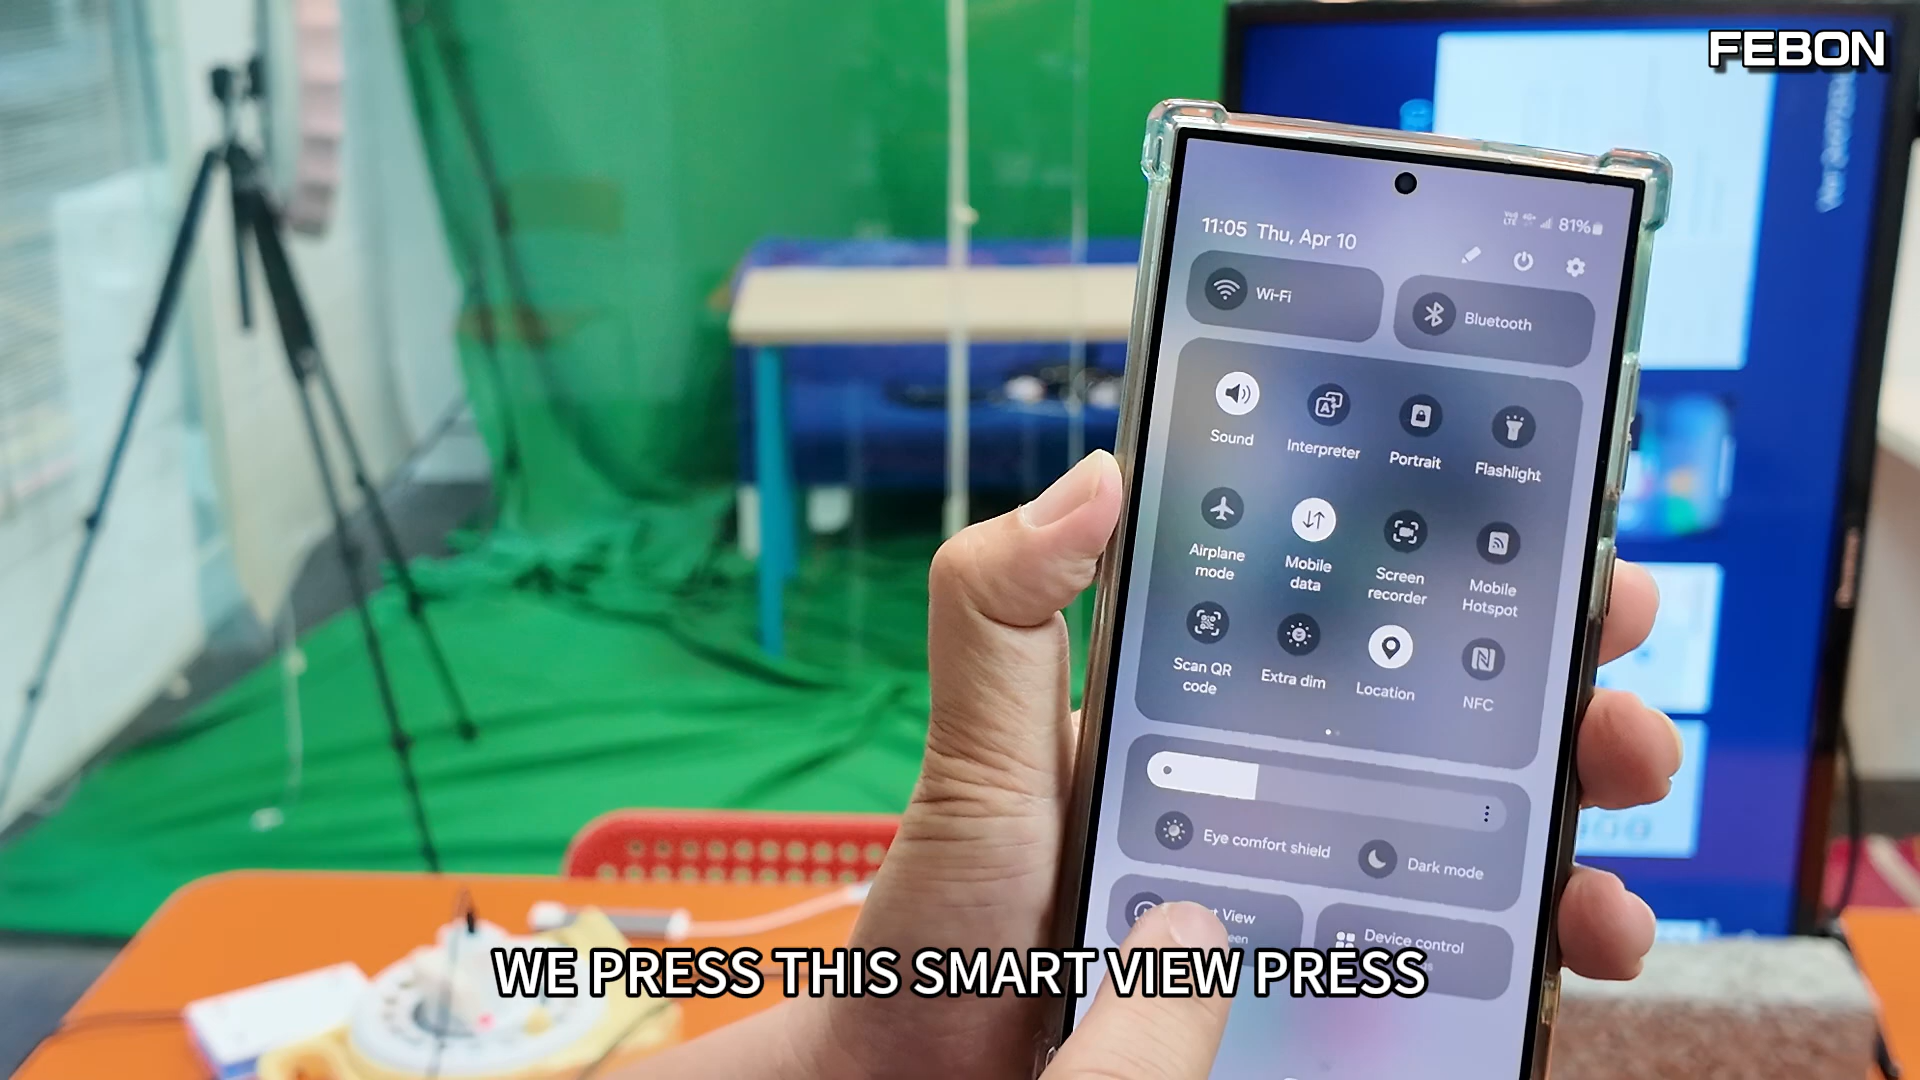 FEBON
11:05 Thu, Apr 10
81%
Wi-Fi
Bluetooth
Sound
Interpreter
Portrait
Flashlight
Airplane
mode
Mobile
data
Screen
recorder
Mobile
Hotspot
Scan QR
code
Extra dim
Location
NFC
Eye comfort shield
Dark mode
View
Device control
WE PRESS THIS SMART VIEW PRESS